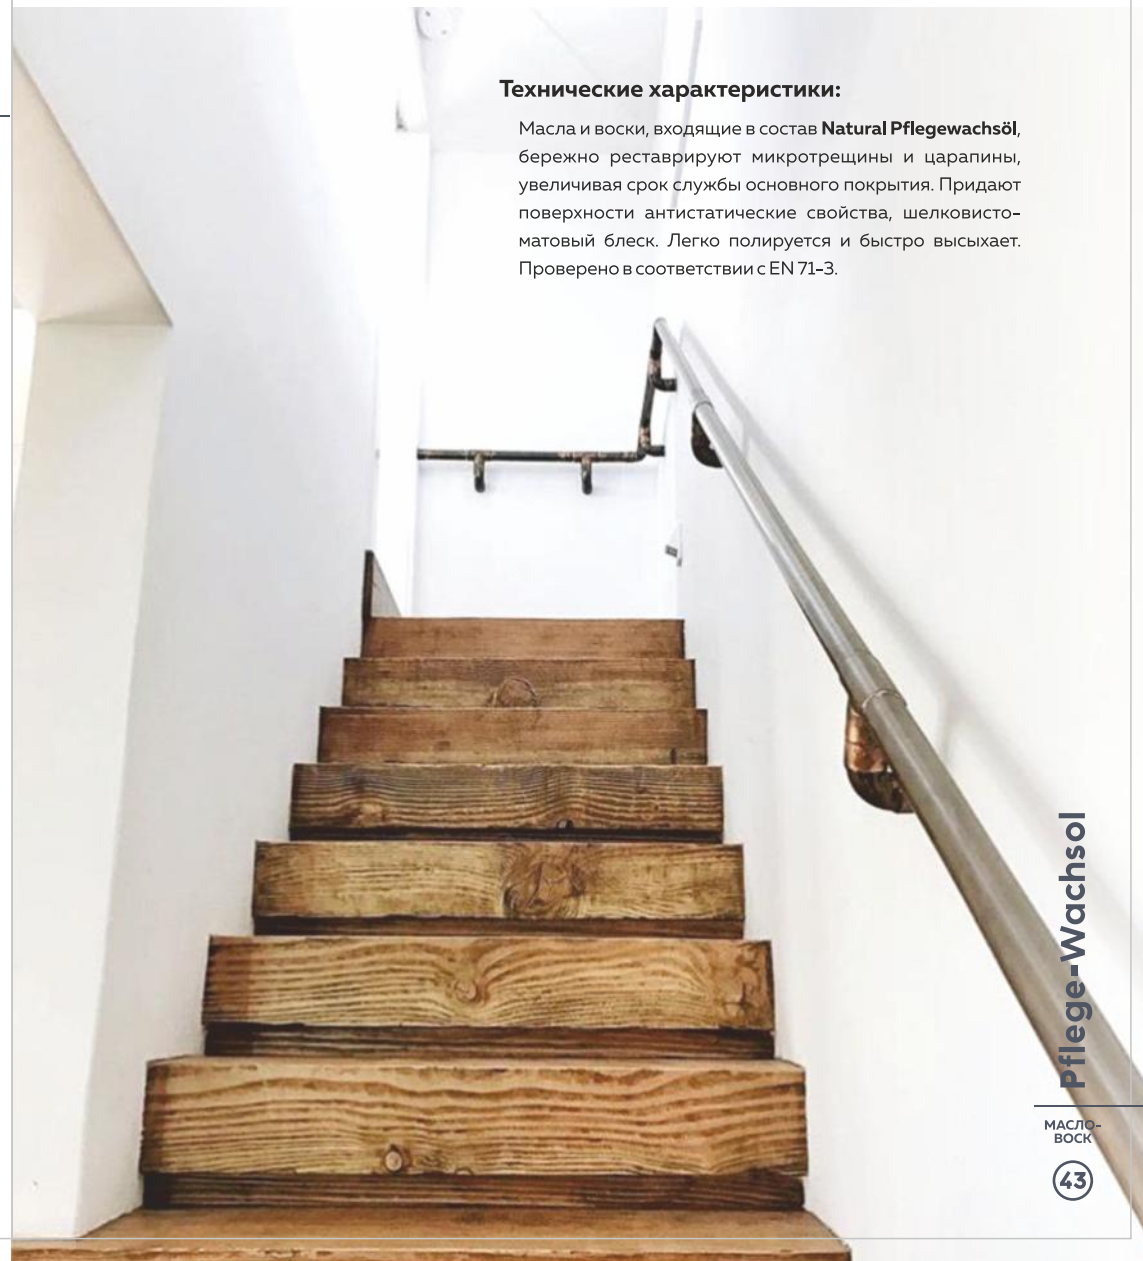 Технические характеристики:
Масла и воски, входящие в состав Natural Pflegewachsöl,
бережно реставрируют микротрещины и царапины,
увеличивая срок службы основного покрытия. Придают
поверхности антистатические свойства, шелковисто-
матовый блеск. Легко полируется и быстро высыхает.
Проверено в соответствии с EN 71-3.
Pflege-Wachsol
МАСЛО-
ВОСК
43